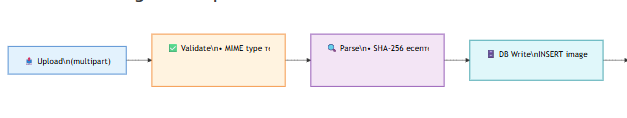 Upload\n(multipart)
Validate\n• MIME type
Parse\n• SHA-256
DB Write\nINSERT image